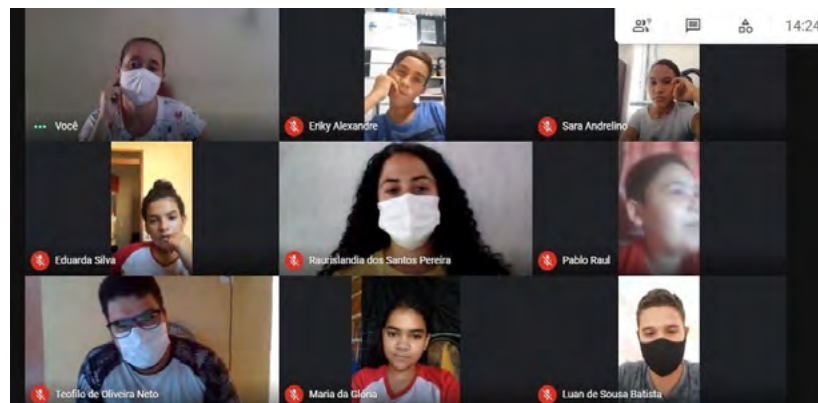 14:24
Você
Eriky Alexandre
Sara Andrelino
Eduarda Silva
Raurislandia dos Santos Pereira
Pablo Raul
Teofilo de Oliveira Neto
Maria da Glória
Luan de Sousa Batista